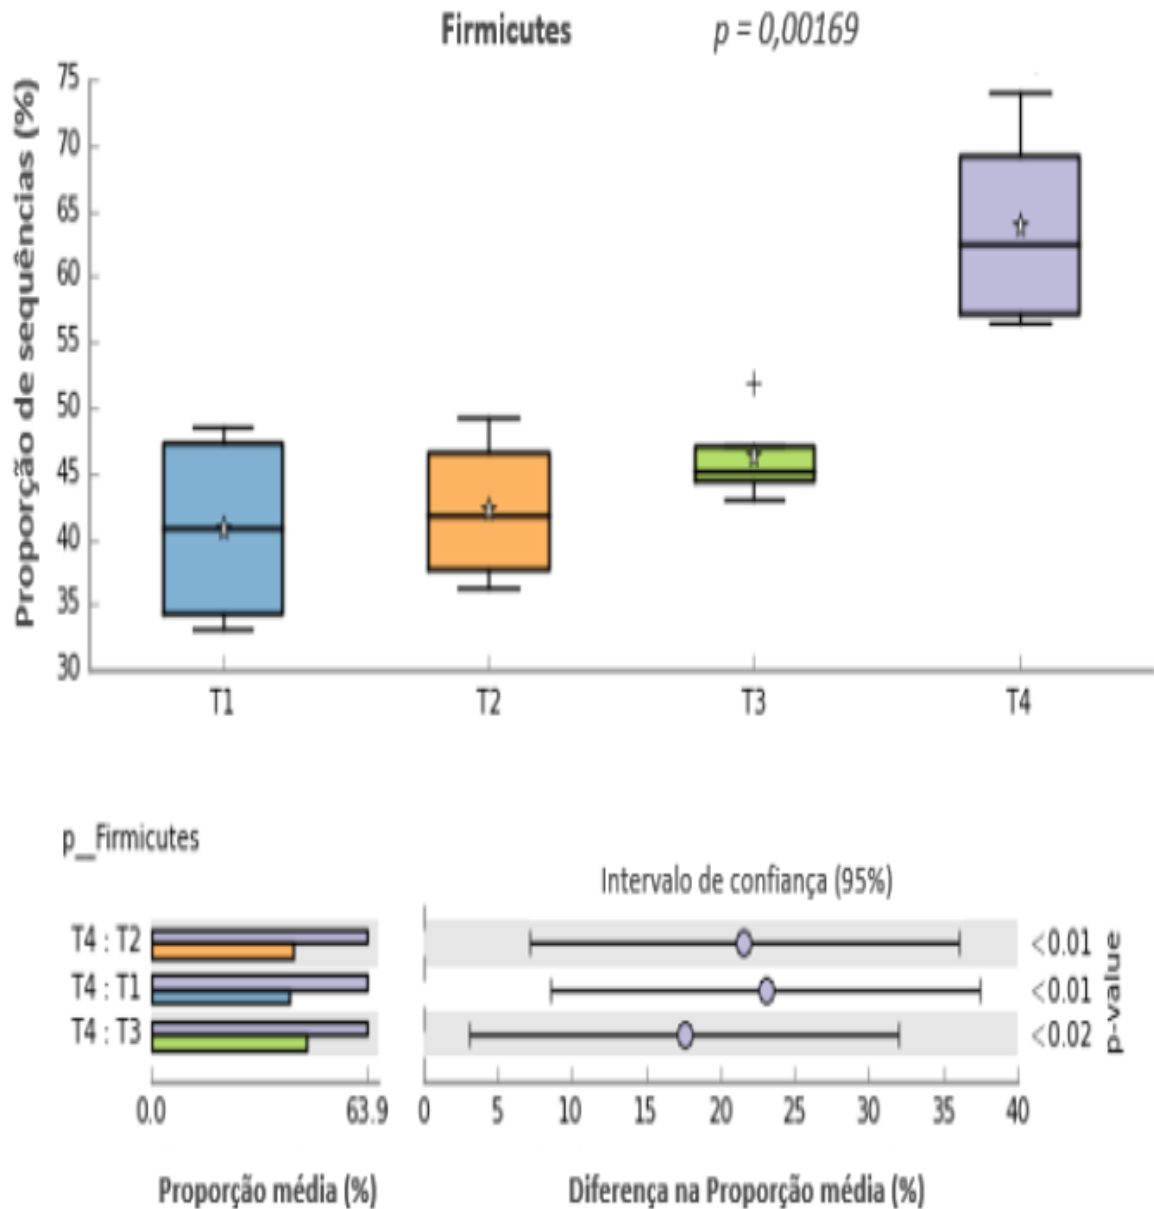 Firmicutes p = 0,00169
Proporção de sequências (%)
75
70
65
60
55
50
45
40
35
30
T1 T2 T3 T4
p__Firmicutes
Intervalo de confiança (95%)
T4 : T2 <0.01
T4 : T1 <0.01
T4 : T3 <0.02
p-value
0.0 63.9 0 5 10 15 20 25 30 35 40
Proporção média (%) Diferença na Proporção média (%)